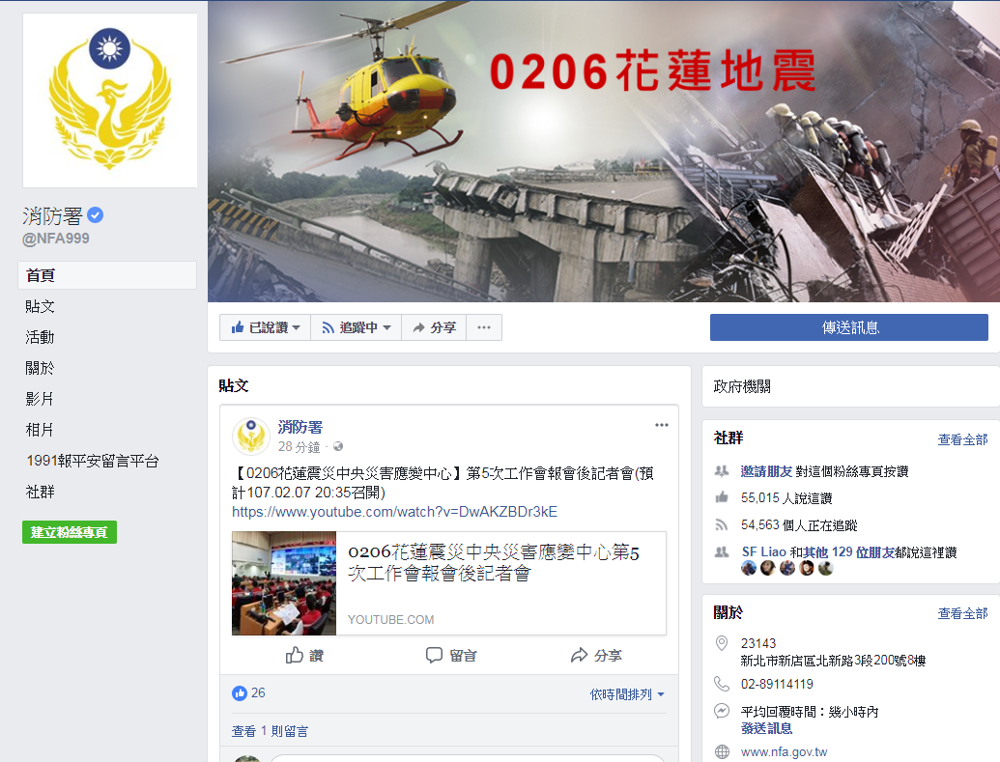 0206花蓮地震
消防署
@NFA999
首頁
貼文
活動
關於
影片
相片
1991報平安留言平台
社群
建立粉絲專頁
已說讚
追蹤中
分享
傳送訊息
貼文
消防署
28 分鐘
【0206花蓮震災中央災害應變中心】第5次工作會報會後記者會(預
計107.02.07 20:35召開)
https://www.youtube.com/watch?v=DwAKZBDr3kE
0206花蓮震災中央災害應變中心第5
次工作會報會後記者會
YOUTUBE.COM
讚
留言
分享
26
依時間排列
查看 1 則留言
政府機關
社群
查看全部
邀請朋友 對這個粉絲專頁按讚
55,015 人說這讚
54,563 個人正在追蹤
SF Liao 和其他 129 位朋友都說這裡讚
關於
查看全部
23143
新北市新店區北新路3段200號8樓
02-89114119
平均回覆時間：幾小時內
發送訊息
www.nfa.gov.tw